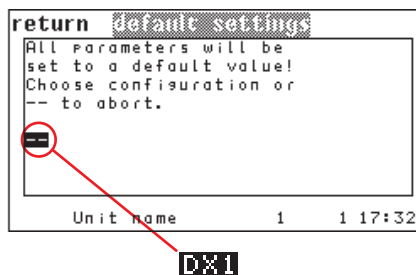 return default settings
All parameters will be
set to a default value!
Choose configuration or
-- to abort.
--
Unit name 1 1 17:32
DX1